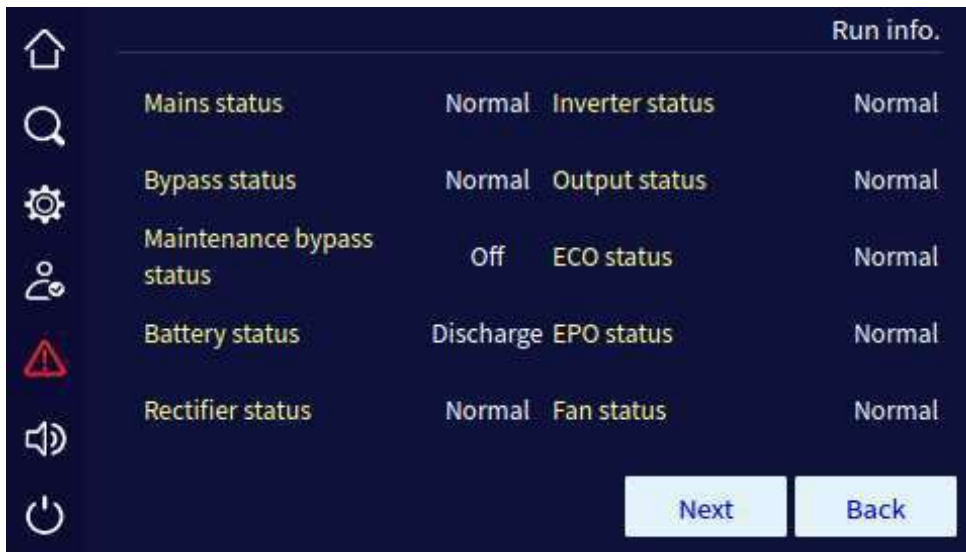 Run info.
Mains status Normal Inverter status Normal
Bypass status Normal Output status Normal
Maintenance bypass
status Off ECO status Normal
Battery status Discharge EPO status Normal
Rectifier status Normal Fan status Normal
Next Back